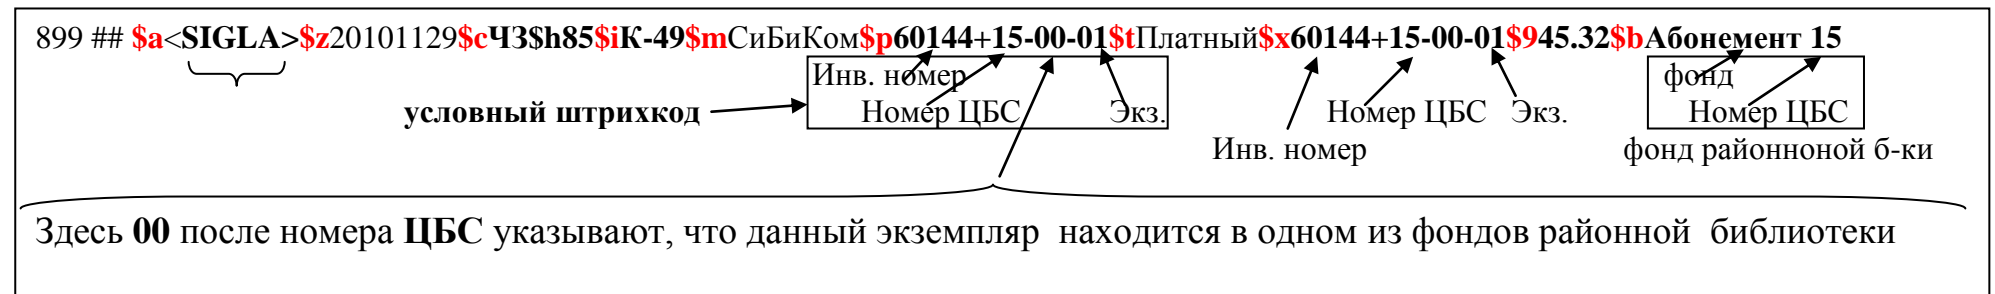 899 ## $a<SIGLA>$z20101129$cЧЗ$h85$iК-49$mСиБиКом$p60144+15-00-01$tПлатный$x60144+15-00-01$945.32$bАбонемент 15
Инв. номер фонд
условный штрихкод Номер ЦБС Экз. Номер ЦБС Экз. Номер ЦБС
Инв. номер фонд районноной б-ки
Здесь 00 после номера ЦБС указывают, что данный экземпляр находится в одном из фондов районной библиотеки